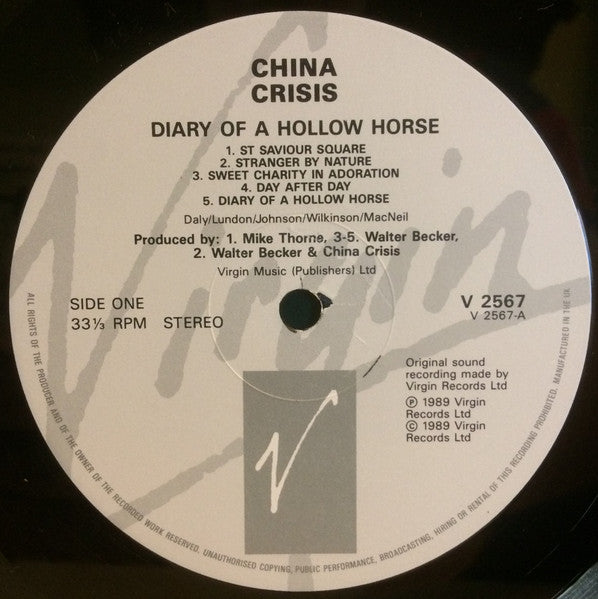 CHINA
CRISIS
DIARY OF A HOLLOW HORSE
1. ST SAVIOUR SQUARE
2. STRANGER BY NATURE
3. SWEET CHARITY IN ADORATION
4. DAY AFTER DAY
5. DIARY OF A HOLLOW HORSE
Daly/Lundon/Johnson/Wilkinson/MacNeil
Produced by: 1. Mike Thorne, 3-5. Walter Becker,
2. Walter Becker & China Crisis
Virgin Music (Publishers) Ltd
SIDE ONE
33⅓ RPM STEREO
V 2567
V 2567-A
Original sound
recording made by
Virgin Records Ltd
℗ 1989 Virgin
Records Ltd
© 1989 Virgin
Records Ltd
Virgin
V
ALL RIGHTS OF THE PRODUCER AND OF THE OWNER OF THE RECORDED WORK RESERVED, UNAUTHORISED COPYING, PUBLIC PERFORMANCE, BROADCASTING, HIRING OR RENTAL OF THIS RECORDING PROHIBITED, MANUFACTURED IN THE UK.